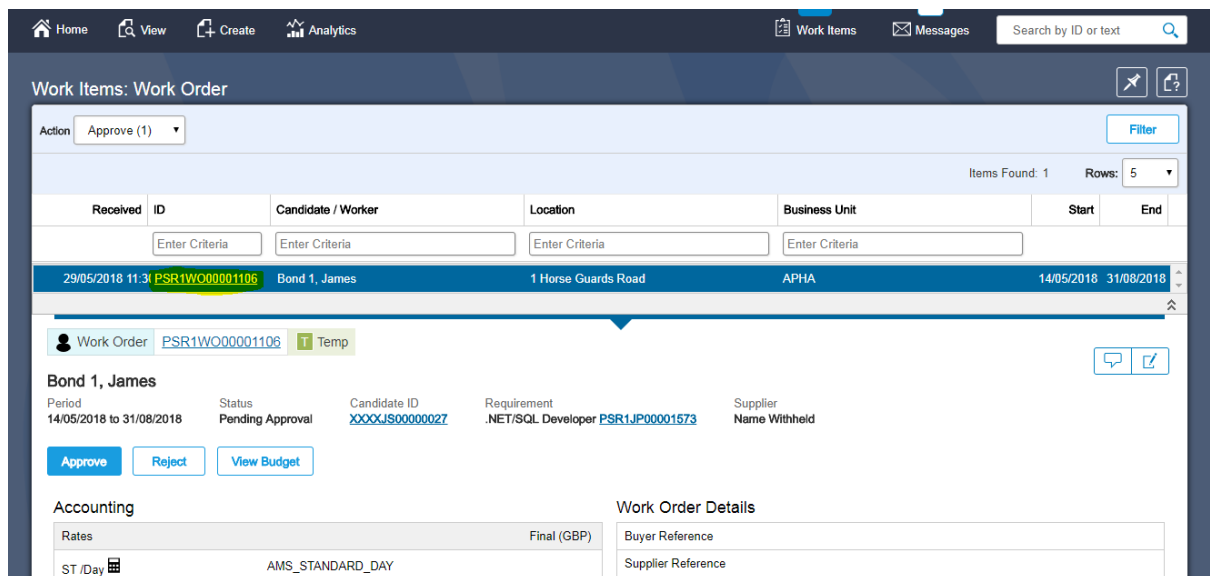 Home View Create Analytics Work Items Messages Search by ID or text
Work Items: Work Order
Action Approve (1) Filter
Items Found: 1 Rows: 5
Received ID Candidate / Worker Location Business Unit Start End
Enter Criteria Enter Criteria Enter Criteria Enter Criteria
29/05/2018 11:30 PSR1WO00001106 Bond 1, James 1 Horse Guards Road APHA 14/05/2018 31/08/2018
Work Order PSR1WO00001106 T Temp
Bond 1, James
Period Status Candidate ID Requirement Supplier
14/05/2018 to 31/08/2018 Pending Approval XXXXJS00000027 .NET/SQL Developer PSR1JP00001573 Name Withheld
Approve Reject View Budget
Accounting Work Order Details
Rates Final (GBP) Buyer Reference
ST /Day AMS_STANDARD_DAY Supplier Reference